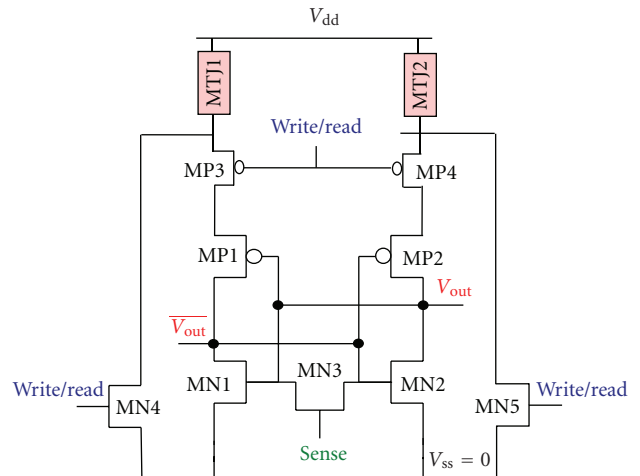 Vdd
MTJ1
MTJ2
Write/read
MP3
MP4
MP1
MP2
Vout
Vout
MN3
Write/read
MN1
MN2
Write/read
MN4
MN5
Sense
Vss = 0